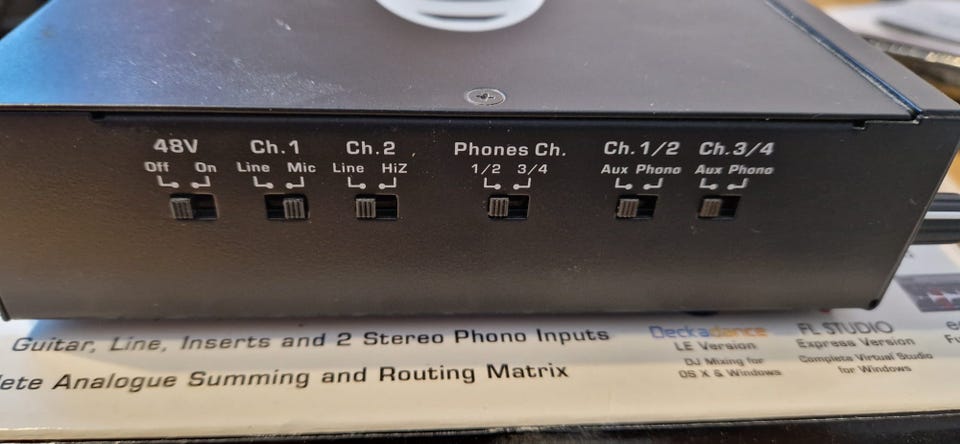 48V Ch.1 Ch.2 Phones Ch. Ch.1/2 Ch.3/4
Off On Line Mic Line HiZ 1/2 3/4 Aux Phono Aux Phono
Guitar, Line, Inserts and 2 Stereo Phono Inputs
Analogue Summing and Routing Matrix
Deckadance
LE Version
DJ Mixing for
OS X & Windows
FL STUDIO
Express Version
Complete Virtual Studio
for Windows